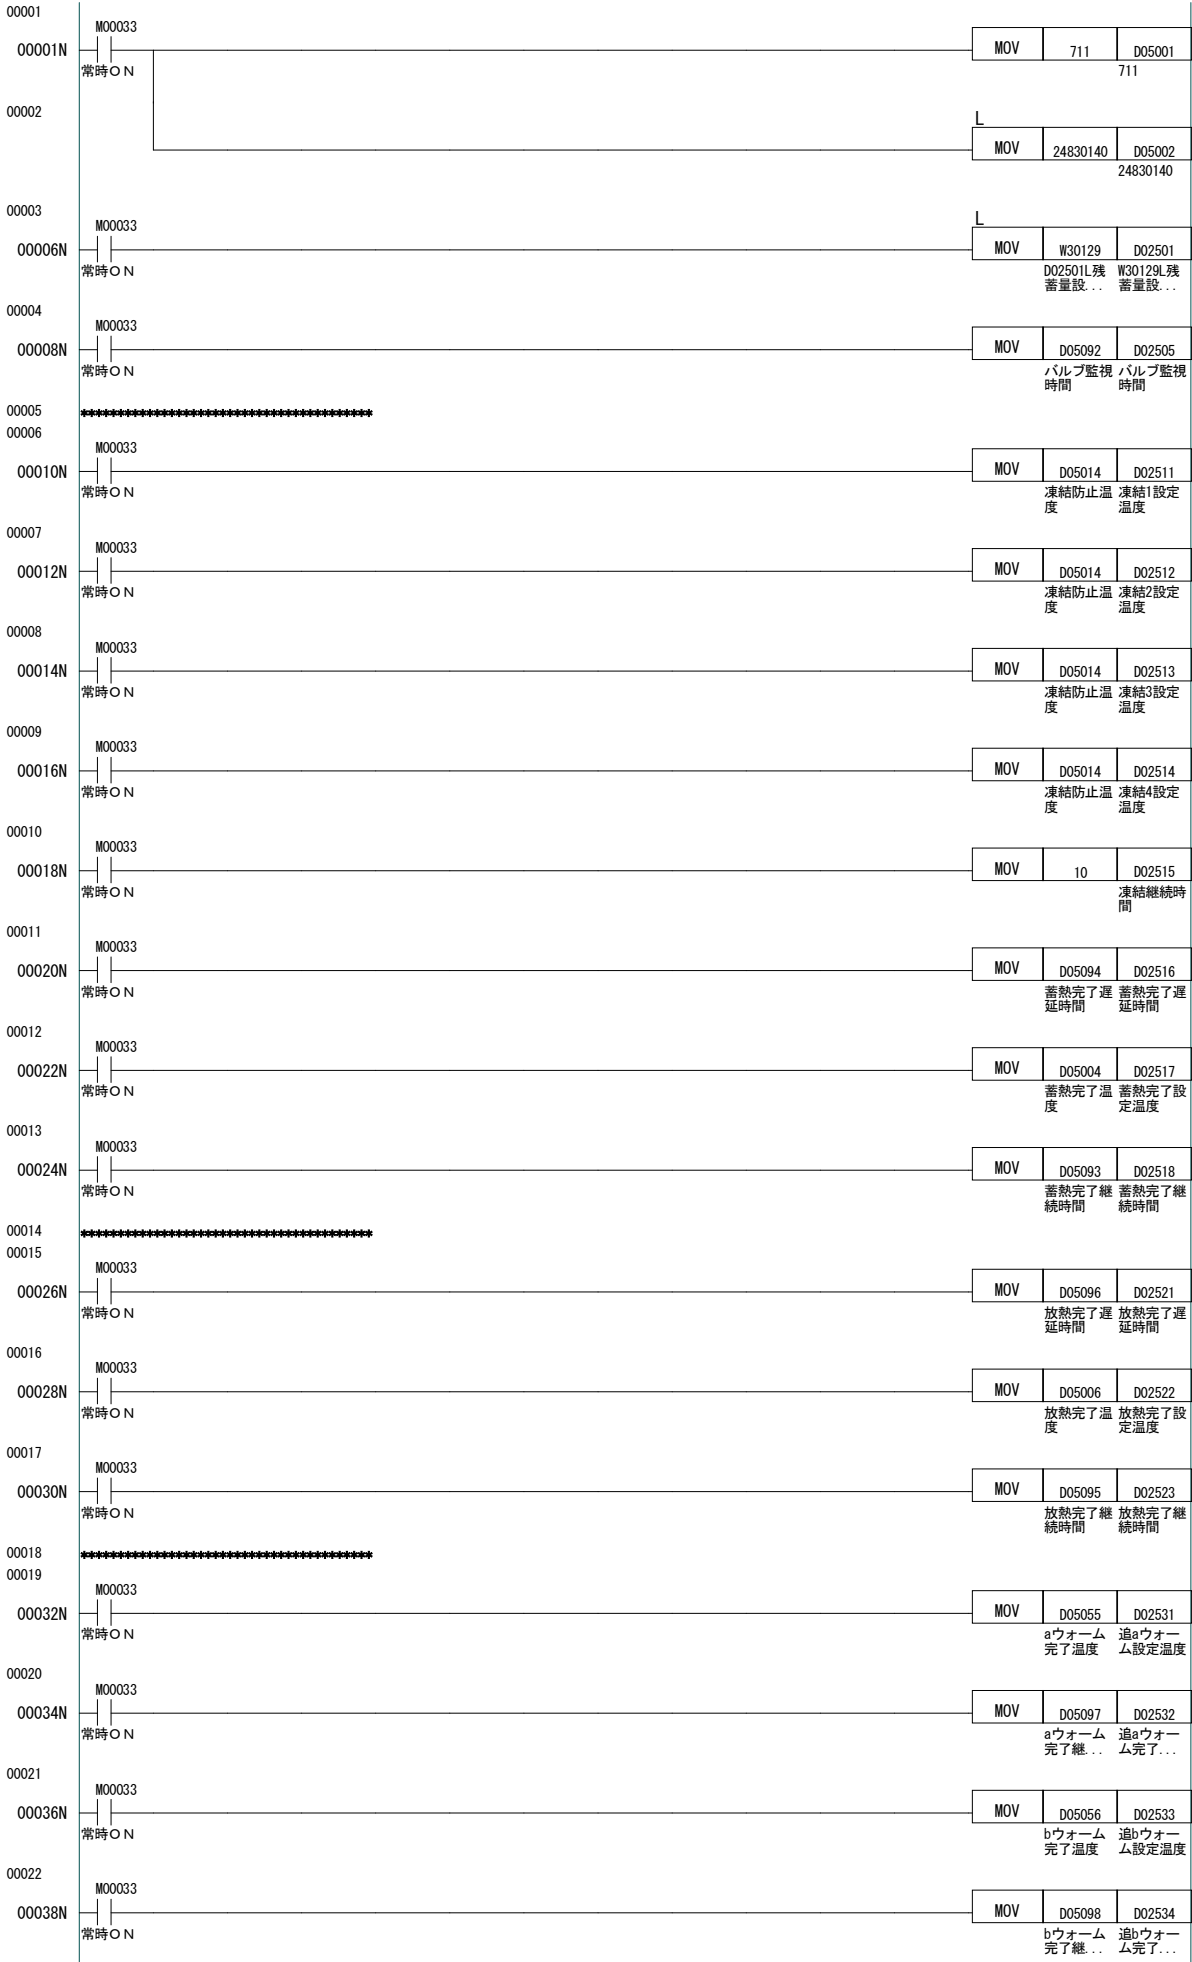 00001
M00033
00001N MOV 711 D05001
常時ＯＮ 711
00002
L
MOV 24830140 D05002
24830140
00003
M00033 L
00006N MOV W30129 D02501
常時ＯＮ D02501L残 W30129L残
蓄量設... 蓄量設...
00004
M00033
00008N MOV D05092 D02505
常時ＯＮ バルブ監視 バルブ監視
時間 時間
00005 ****************************************
00006
M00033
00010N MOV D05014 D02511
常時ＯＮ 凍結防止温 凍結1設定
度 温度
00007
M00033
00012N MOV D05014 D02512
常時ＯＮ 凍結防止温 凍結2設定
度 温度
00008
M00033
00014N MOV D05014 D02513
常時ＯＮ 凍結防止温 凍結3設定
度 温度
00009
M00033
00016N MOV D05014 D02514
常時ＯＮ 凍結防止温 凍結4設定
度 温度
00010
M00033
00018N MOV 10 D02515
常時ＯＮ 凍結継続時
間
00011
M00033
00020N MOV D05094 D02516
常時ＯＮ 蓄熱完了遅 蓄熱完了遅
延時間 延時間
00012
M00033
00022N MOV D05004 D02517
常時ＯＮ 蓄熱完了温 蓄熱完了設
度 定温度
00013
M00033
00024N MOV D05093 D02518
常時ＯＮ 蓄熱完了継 蓄熱完了継
続時間 続時間
00014 ****************************************
00015
M00033
00026N MOV D05096 D02521
常時ＯＮ 放熱完了遅 放熱完了遅
延時間 延時間
00016
M00033
00028N MOV D05006 D02522
常時ＯＮ 放熱完了温 放熱完了設
度 定温度
00017
M00033
00030N MOV D05095 D02523
常時ＯＮ 放熱完了継 放熱完了継
続時間 続時間
00018 ****************************************
00019
M00033
00032N MOV D05055 D02531
常時ＯＮ aウォーム 追aウォー
完了温度 ム設定温度
00020
M00033
00034N MOV D05097 D02532
常時ＯＮ aウォーム 追aウォー
完了継... ム完了...
00021
M00033
00036N MOV D05056 D02533
常時ＯＮ bウォーム 追bウォー
完了温度 ム設定温度
00022
M00033
00038N MOV D05098 D02534
常時ＯＮ bウォーム 追bウォー
完了継... ム完了...